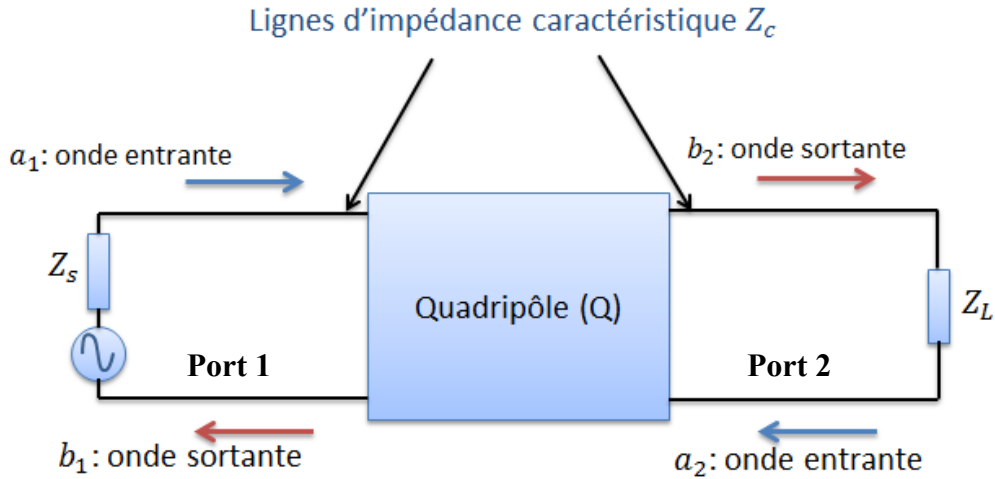 Lignes d'impédance caractéristique Z_c
a_1: onde entrante
b_2: onde sortante
Z_s
Quadripôle (Q)
Z_L
Port 1
Port 2
b_1: onde sortante
a_2: onde entrante